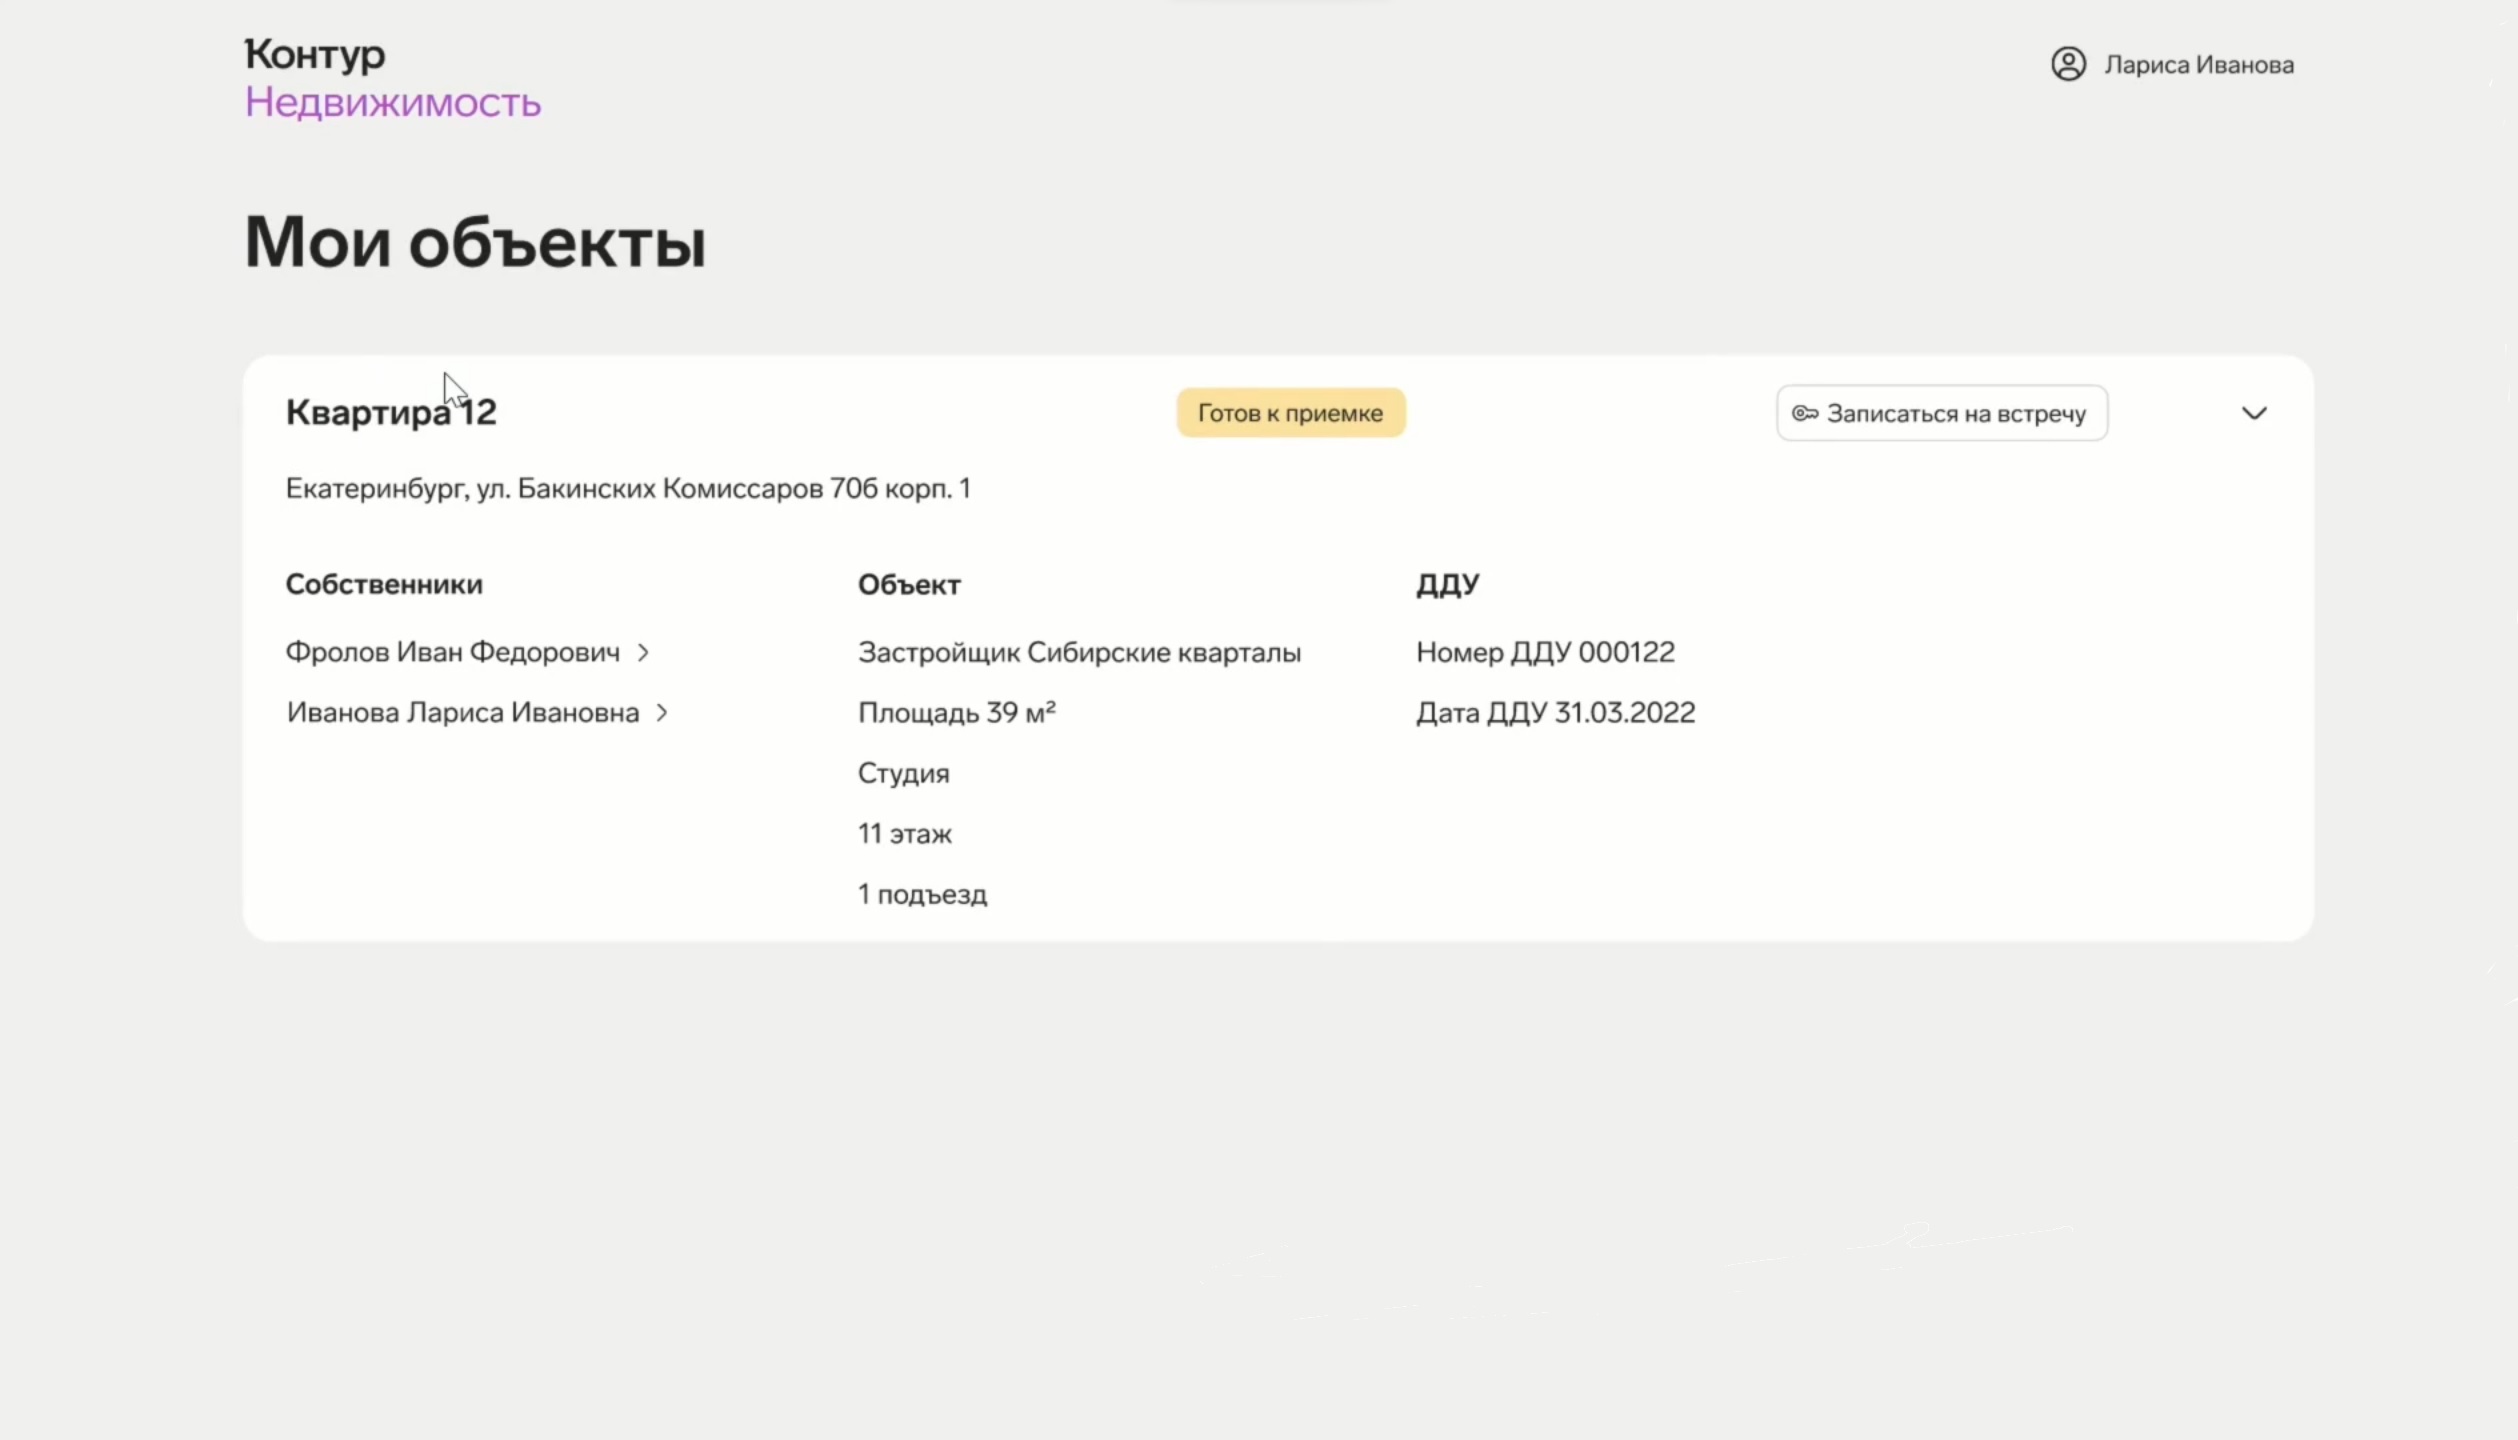 Контур
Недвижимость
Лариса Иванова
Мои объекты
Квартира 12
Готов к приемке
Записаться на встречу
Екатеринбург, ул. Бакинских Комиссаров 70б корп. 1
Собственники
Фролов Иван Федорович
Иванова Лариса Ивановна
Объект
Застройщик Сибирские кварталы
Площадь 39 м²
Студия
11 этаж
1 подъезд
ДДУ
Номер ДДУ 000122
Дата ДДУ 31.03.2022